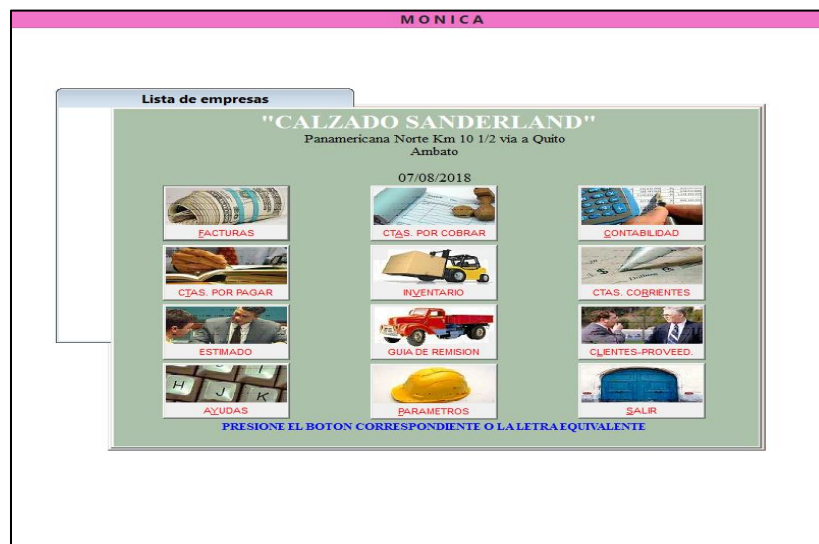 MONICA
Lista de empresas
"CALZADO SANDERLAND"
Panamericana Norte Km 10 1/2 via a Quito
Ambato
07/08/2018
FACTURAS
CTAS. POR COBRAR
CONTABILIDAD
CTAS. POR PAGAR
INVENTARIO
CTAS. CORRIENTES
ESTIMADO
GUIA DE REMISION
CLIENTES-PROVEED.
H J K I
AYUDAS
PARAMETROS
SALIR
PRESIONE EL BOTON CORRESPONDIENTE O LA LETRA EQUIVALENTE